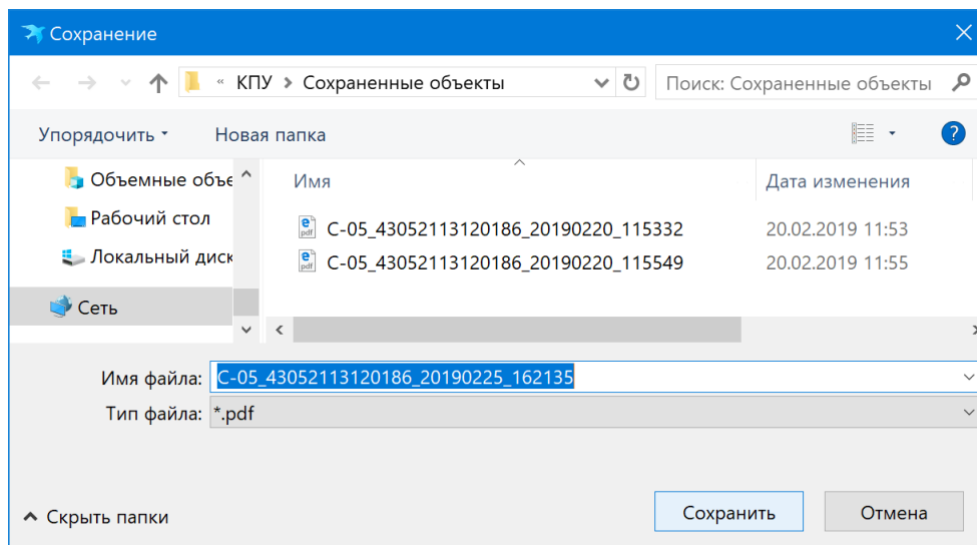 Сохранение
« КПУ > Сохраненные объекты
Поиск: Сохраненные объекты
Упорядочить
Новая папка
?
Объемные объе
Рабочий стол
Локальный диск
Сеть
Имя
Дата изменения
C-05_43052113120186_20190220_115332
20.02.2019 11:53
C-05_43052113120186_20190220_115549
20.02.2019 11:55
Имя файла: C-05_43052113120186_20190225_162135
Тип файла: *.pdf
Скрыть папки
Сохранить
Отмена